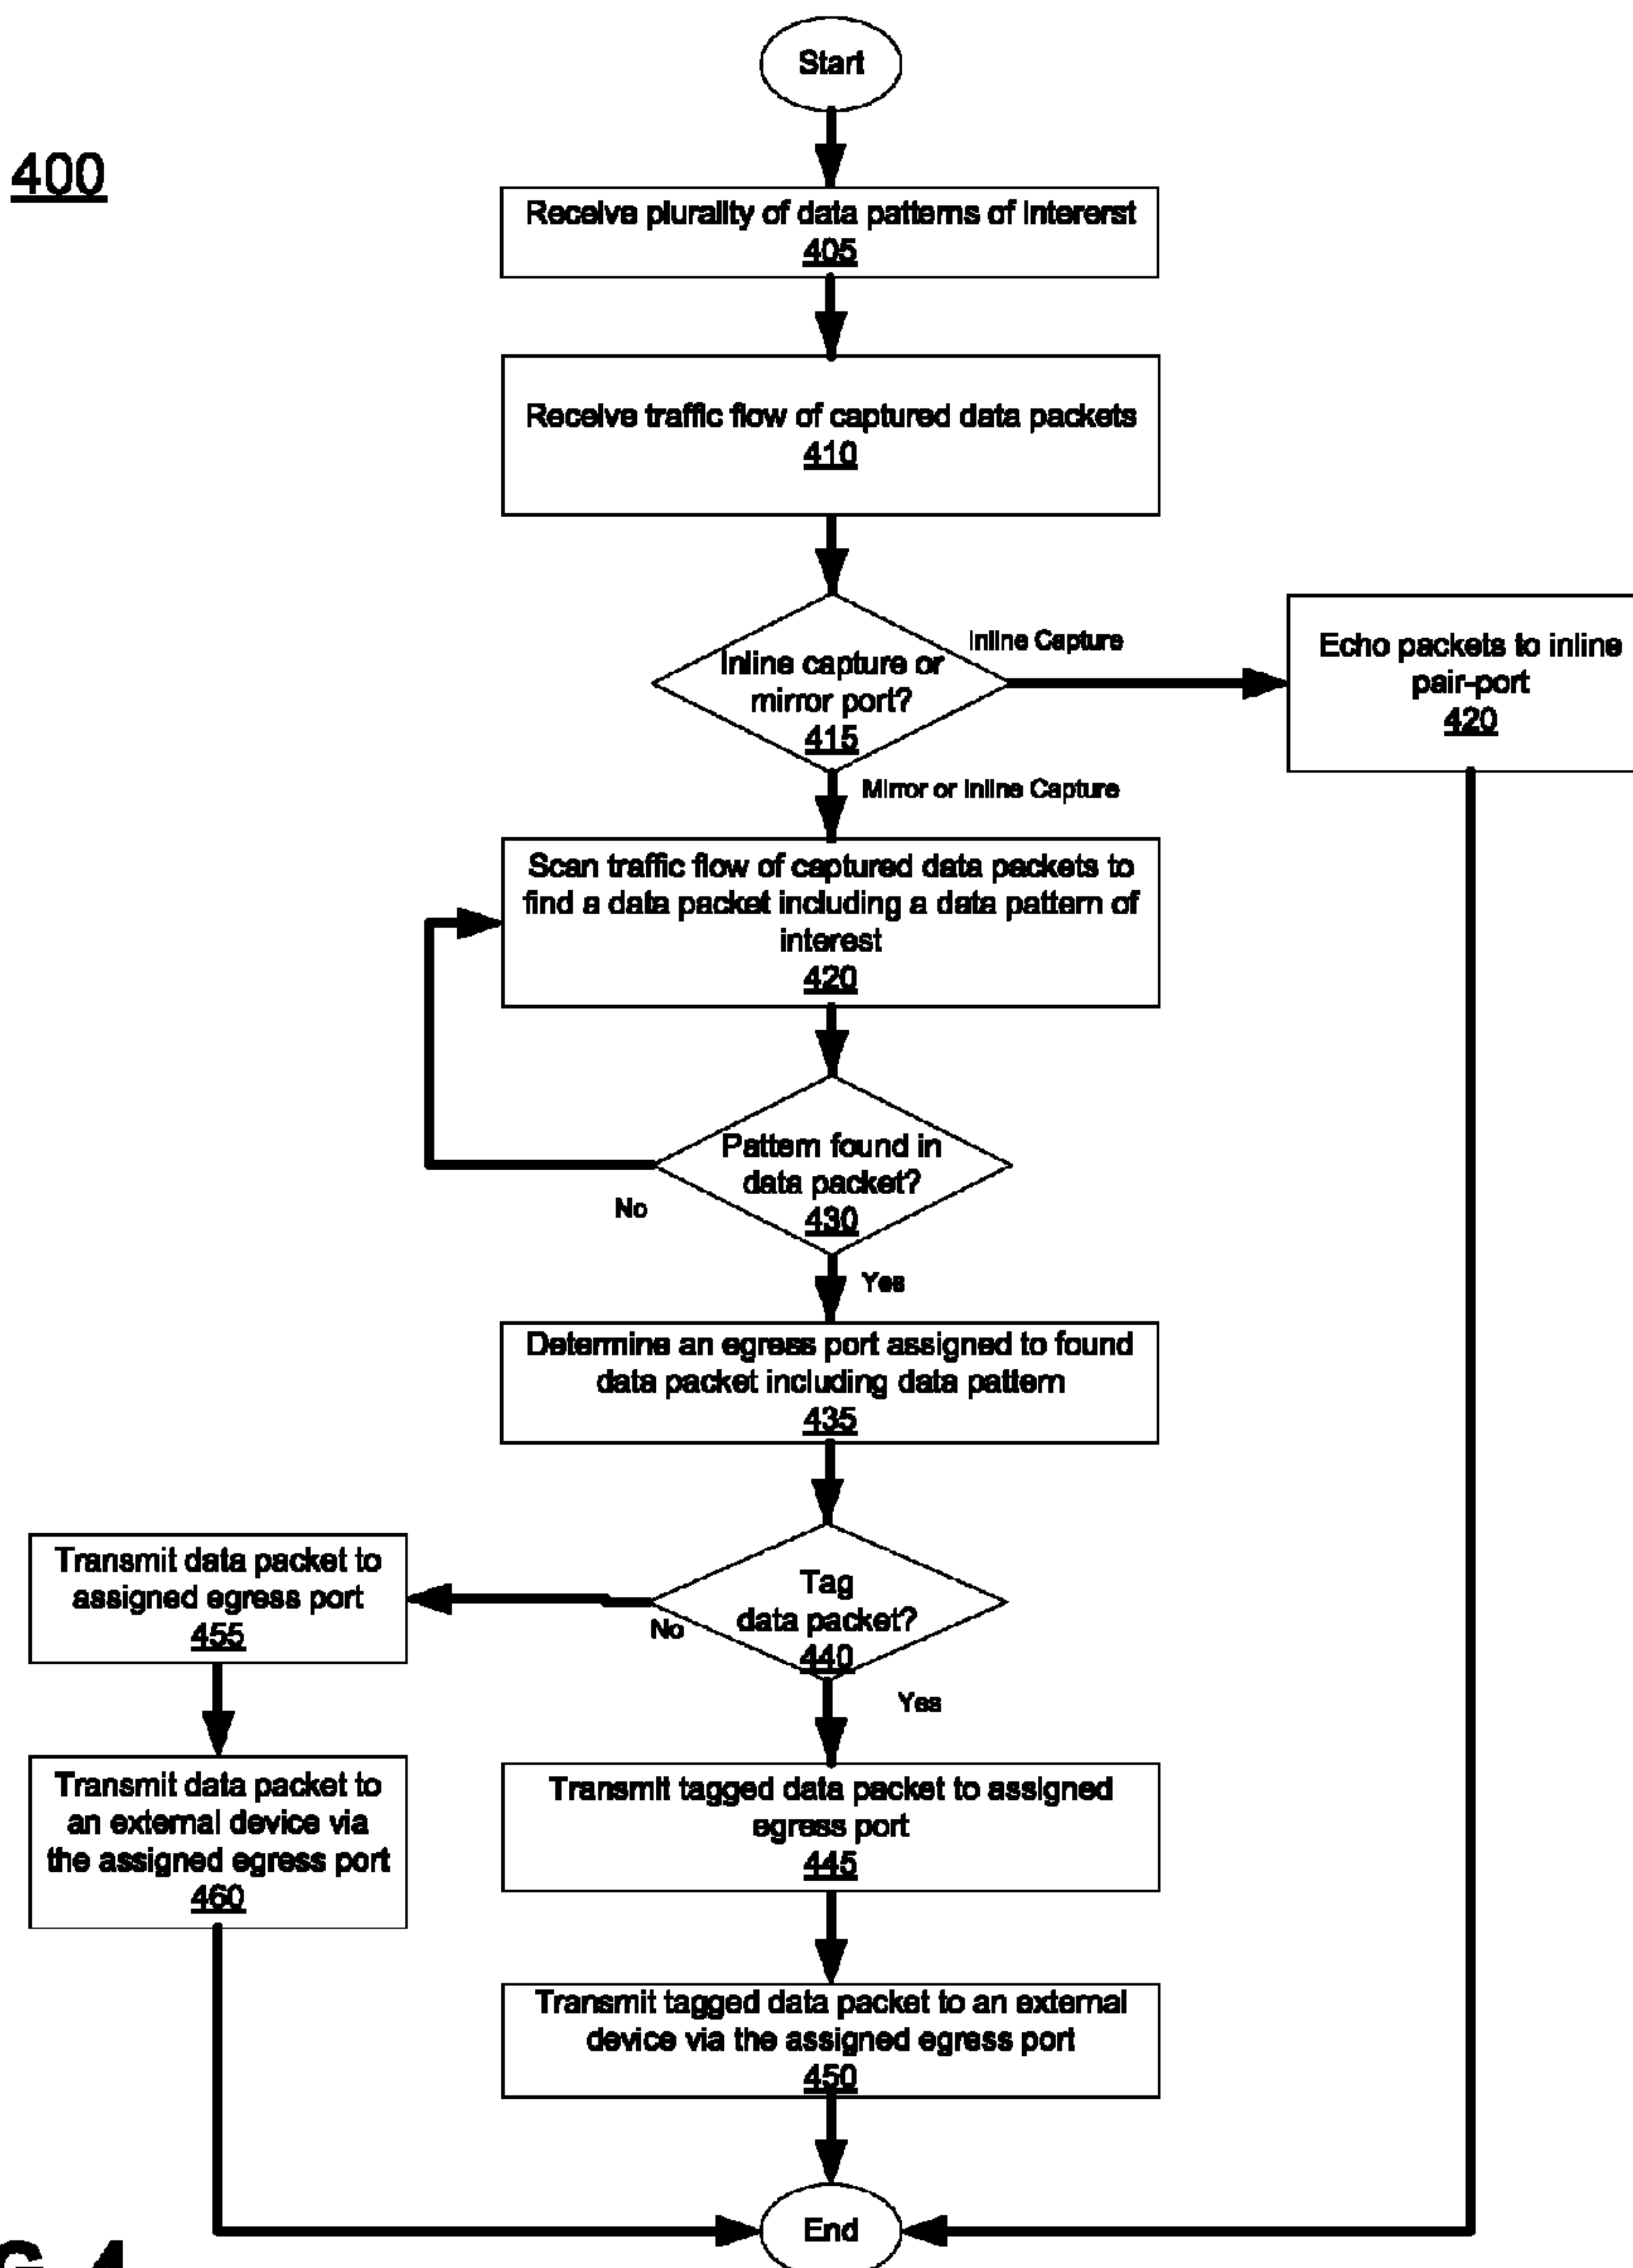 Start
400
Receive plurality of data patterns of Intererst
405
Receive traffic flow of captured data packets
410
Inline capture or
mirror port?
415
Inline Capture
Echo packets to inline
pair-port
420
Mirror or Inline Capture
Scan traffic flow of captured data packets to
find a data packet including a data pattern of
interest
420
Pattern found in
data packet?
430
No
Yes
Determine an egress port assigned to found
data packet including data pattern
435
Tag
data packet?
440
No
Yes
Transmit data packet to
assigned egress port
455
Transmit data packet to
an external device via
the assigned egress port
460
Transmit tagged data packet to assigned
egress port
445
Transmit tagged data packet to an external
device via the assigned egress port
450
End
G. 4